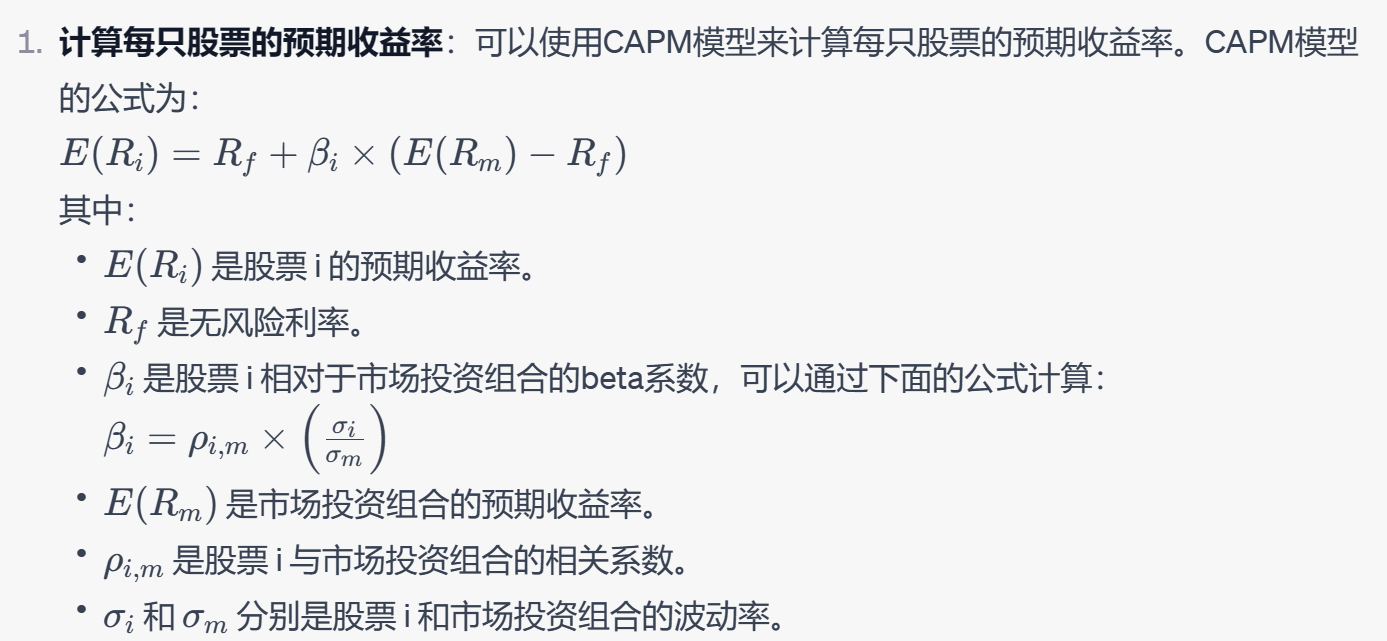 1. 计算每只股票的预期收益率：可以使用CAPM模型来计算每只股票的预期收益率。CAPM模型
的公式为：
E(R_i) = R_f + β_i × (E(R_m) − R_f)
其中：
• E(R_i) 是股票 i 的预期收益率。
• R_f 是无风险利率。
• β_i 是股票 i 相对于市场投资组合的beta系数，可以通过下面的公式计算：
β_i = ρ_{i,m} × (σ_i / σ_m)
• E(R_m) 是市场投资组合的预期收益率。
• ρ_{i,m} 是股票 i 与市场投资组合的相关系数。
• σ_i 和 σ_m 分别是股票 i 和市场投资组合的波动率。